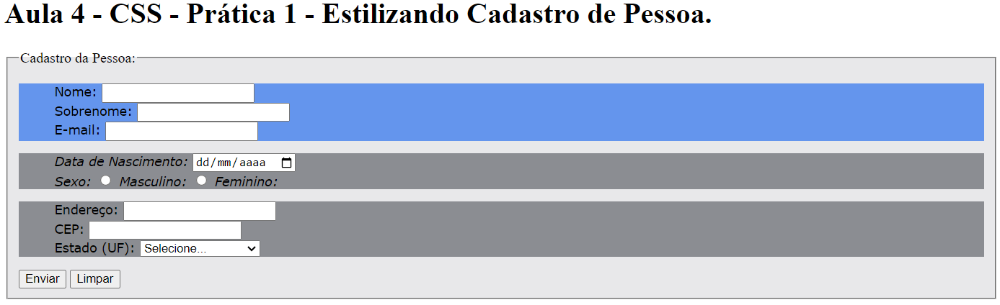 Aula 4 - CSS - Prática 1 - Estilizando Cadastro de Pessoa.
Cadastro da Pessoa:
Nome:
Sobrenome:
E-mail:
Data de Nascimento: dd/mm/aaaa
Sexo: Masculino: Feminino:
Endereço:
CEP:
Estado (UF): Selecione...
Enviar Limpar